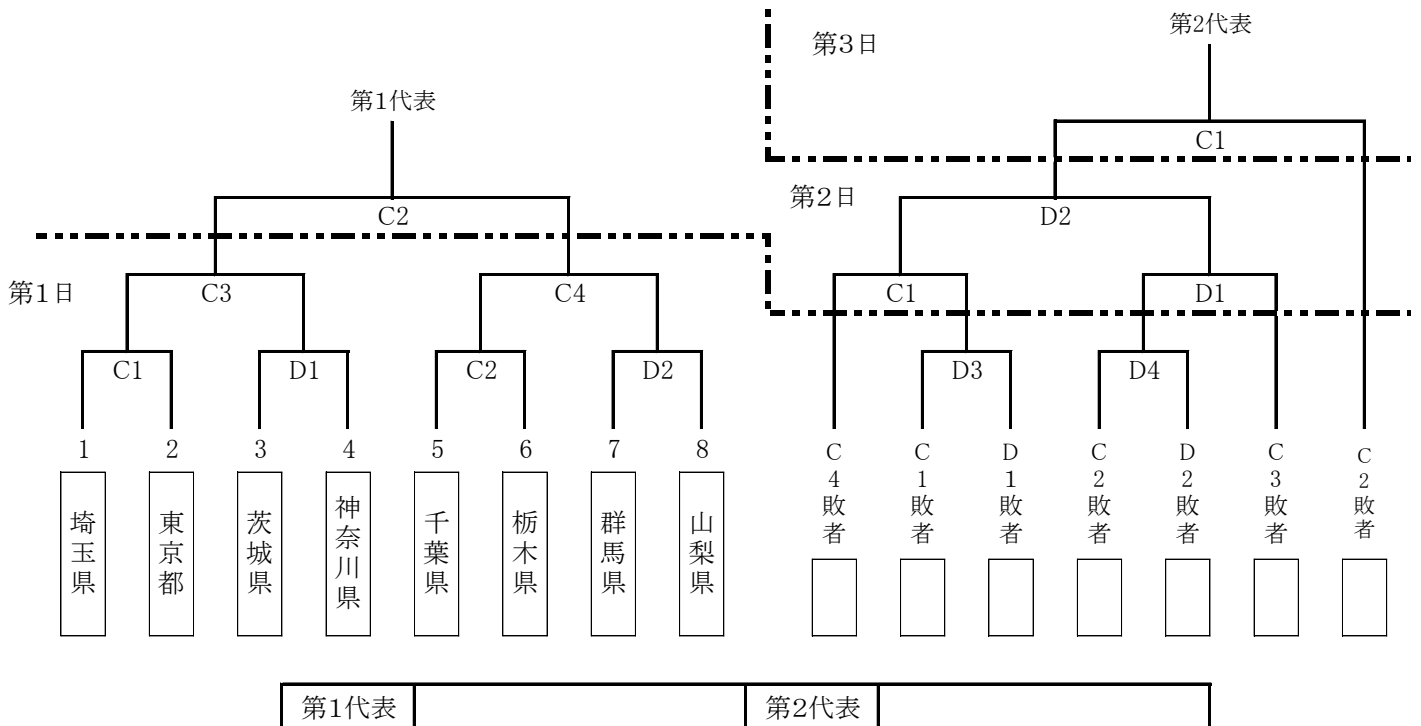 第3日
第2代表
第1代表
C1
第2日
C2
D2
第1日
C3
C4
C1
D1
C1
D1
C2
D2
D3
D4
1
2
3
4
5
6
7
8
埼玉県
東京都
茨城県
神奈川県
千葉県
栃木県
群馬県
山梨県
C4敗者
C1敗者
D1敗者
C2敗者
D2敗者
C3敗者
C2敗者
第1代表
第2代表